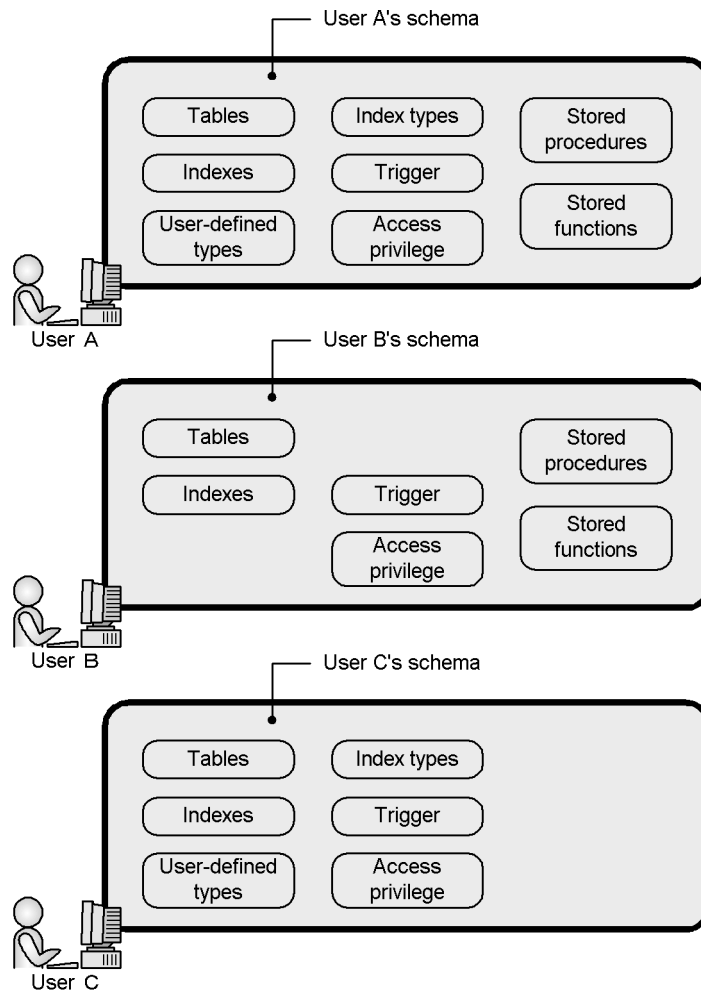 User A's schema
Tables
Index types
Stored
procedures
Indexes
Trigger
Stored
functions
User-defined
types
Access
privilege
User A
User B's schema
Tables
Stored
procedures
Indexes
Trigger
Stored
functions
Access
privilege
User B
User C's schema
Tables
Index types
Indexes
Trigger
User-defined
types
Access
privilege
User C